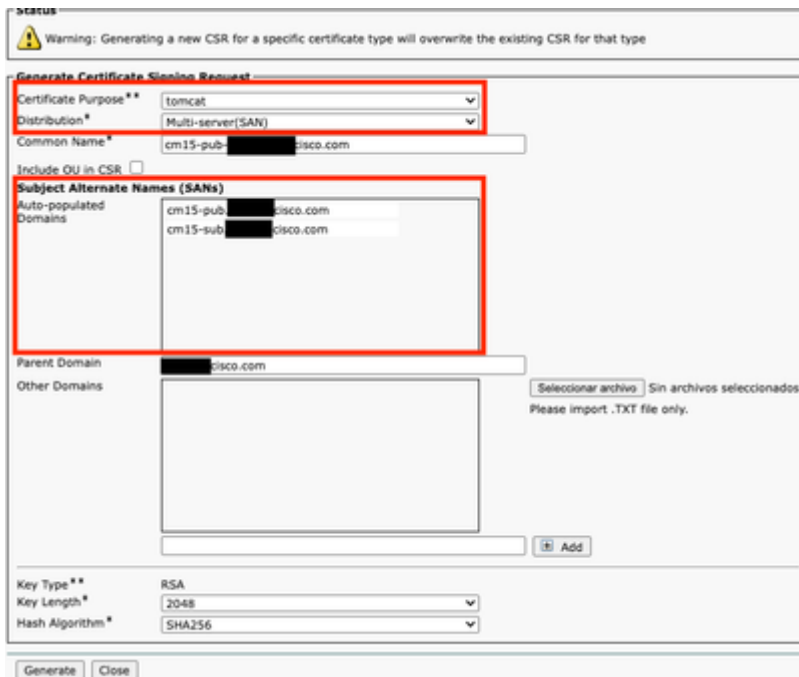 Status
Warning: Generating a new CSR for a specific certificate type will overwrite the existing CSR for that type
Generate Certificate Signing Request
Certificate Purpose** tomcat
Distribution* Multi-server(SAN)
Common Name* cm15-pub- cisco.com
Include OU in CSR
Subject Alternate Names (SANs)
Auto-populated Domains
cm15-pub. cisco.com
cm15-sub. cisco.com
Parent Domain cisco.com
Other Domains
Seleccionar archivo Sin archivos seleccionados
Please import .TXT file only.
Add
Key Type** RSA
Key Length* 2048
Hash Algorithm* SHA256
Generate Close